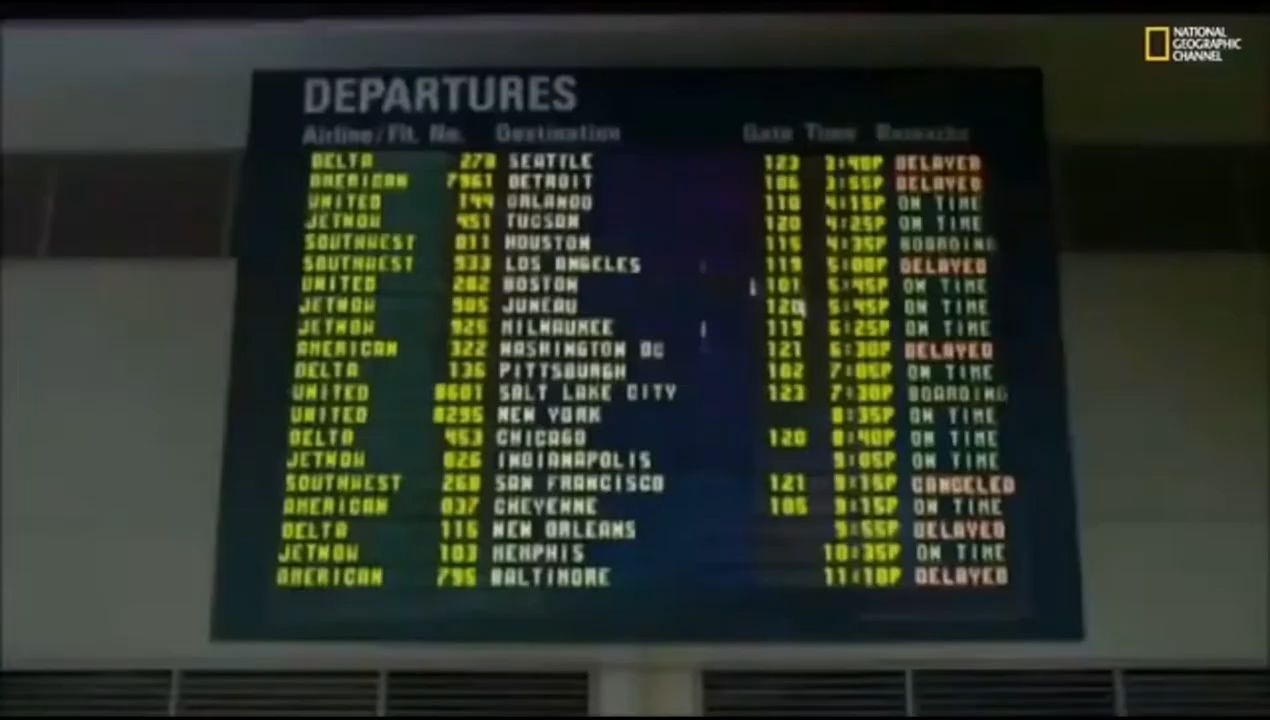 NATIONAL
GEOGRAPHIC
CHANNEL
DEPARTURES
Airline/Flt. No. Destination Gate Time Remarks
DELTA 270 SEATTLE 123 3:40P DELAYED
AMERICAN 7961 DETROIT 106 3:55P DELAYED
UNITED 144 ORLANDO 110 4:15P ON TIME
JETNOW 451 TUCSON 120 4:25P ON TIME
SOUTHWEST 011 HOUSTON 115 4:35P BOARDING
SOUTHWEST 933 LOS ANGELES 119 5:00P DELAYED
UNITED 202 BOSTON 101 5:45P ON TIME
JETNOW 905 JUNEAU 120 5:45P ON TIME
JETNOW 925 MILWAUKEE 119 6:25P ON TIME
AMERICAN 322 WASHINGTON DC 121 6:30P DELAYED
DELTA 136 PITTSBURGH 102 7:05P ON TIME
UNITED 8601 SALT LAKE CITY 123 7:30P BOARDING
UNITED 8295 NEW YORK 8:35P ON TIME
DELTA 453 CHICAGO 120 8:40P ON TIME
JETNOW 826 INDIANAPOLIS 9:05P ON TIME
SOUTHWEST 268 SAN FRANCISCO 121 9:15P CANCELED
AMERICAN 837 CHEYENNE 105 9:15P ON TIME
DELTA 116 NEW ORLEANS 9:55P DELAYED
JETNOW 103 MEMPHIS 10:35P ON TIME
AMERICAN 795 BALTIMORE 11:10P DELAYED